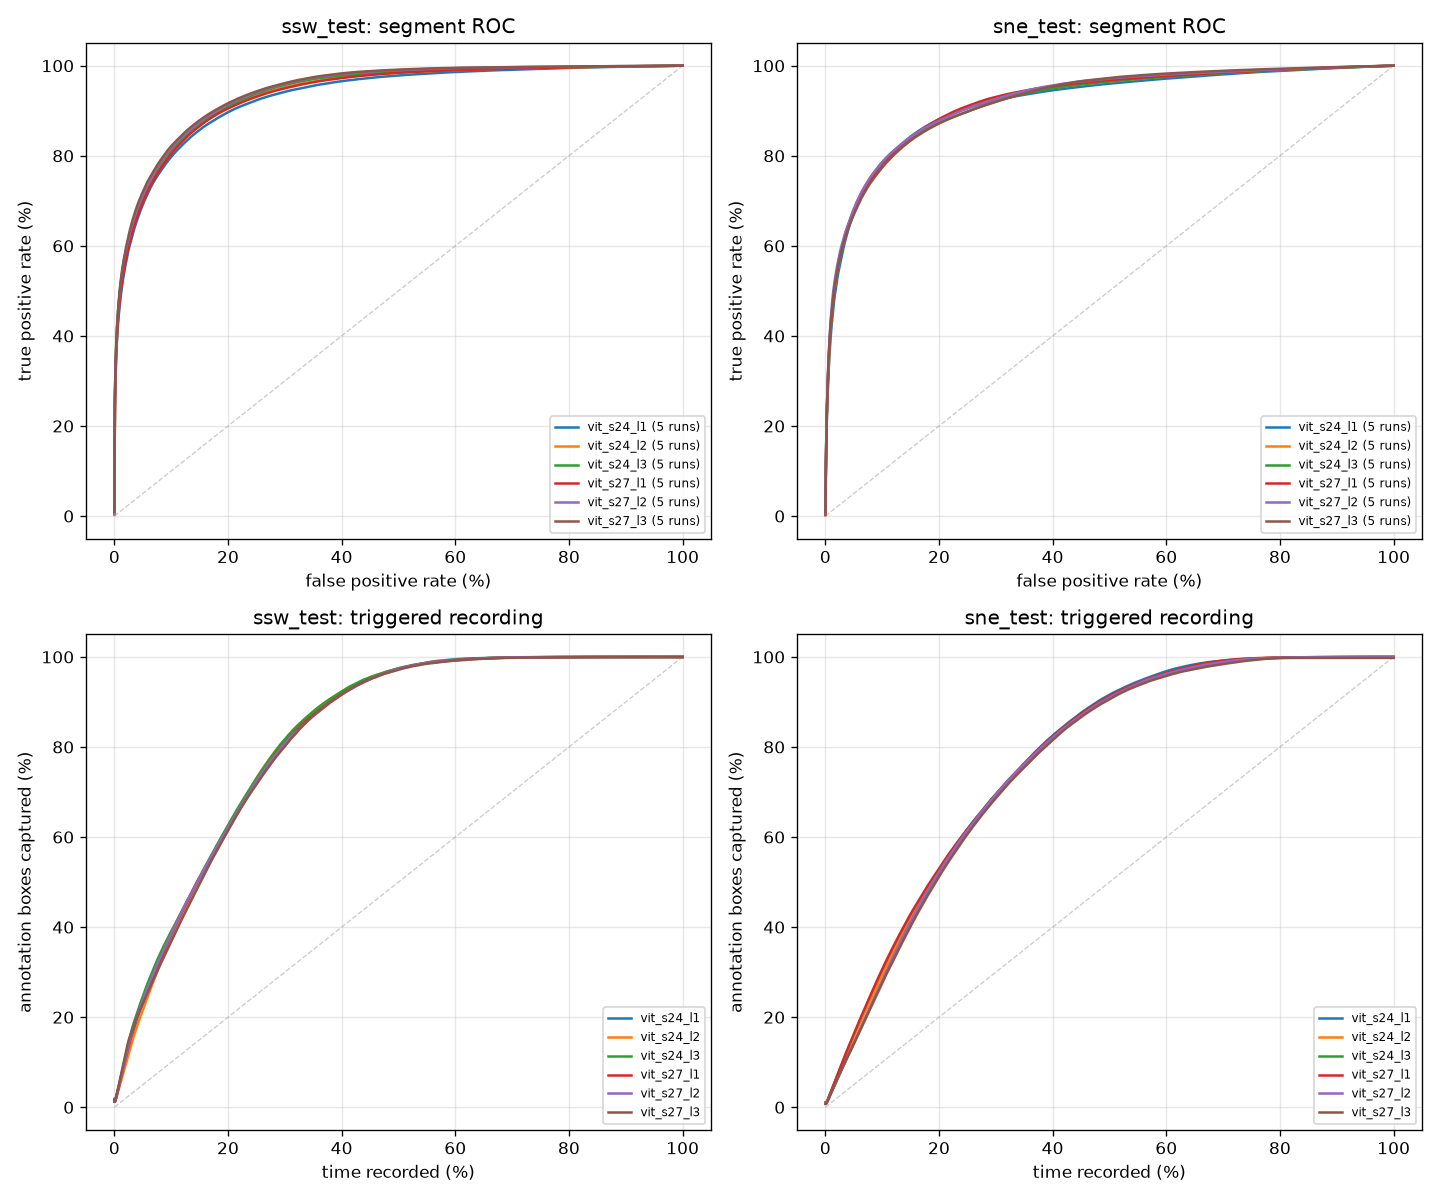 ssw_test: segment ROC
true positive rate (%)
100
80
60
40
20
0
vit_s24_l1 (5 runs)
vit_s24_l2 (5 runs)
vit_s24_l3 (5 runs)
vit_s27_l1 (5 runs)
vit_s27_l2 (5 runs)
vit_s27_l3 (5 runs)
0 20 40 60 80 100
false positive rate (%)
sne_test: segment ROC
true positive rate (%)
100
80
60
40
20
0
vit_s24_l1 (5 runs)
vit_s24_l2 (5 runs)
vit_s24_l3 (5 runs)
vit_s27_l1 (5 runs)
vit_s27_l2 (5 runs)
vit_s27_l3 (5 runs)
0 20 40 60 80 100
false positive rate (%)
ssw_test: triggered recording
annotation boxes captured (%)
100
80
60
40
20
0
vit_s24_l1
vit_s24_l2
vit_s24_l3
vit_s27_l1
vit_s27_l2
vit_s27_l3
0 20 40 60 80 100
time recorded (%)
sne_test: triggered recording
annotation boxes captured (%)
100
80
60
40
20
0
vit_s24_l1
vit_s24_l2
vit_s24_l3
vit_s27_l1
vit_s27_l2
vit_s27_l3
0 20 40 60 80 100
time recorded (%)